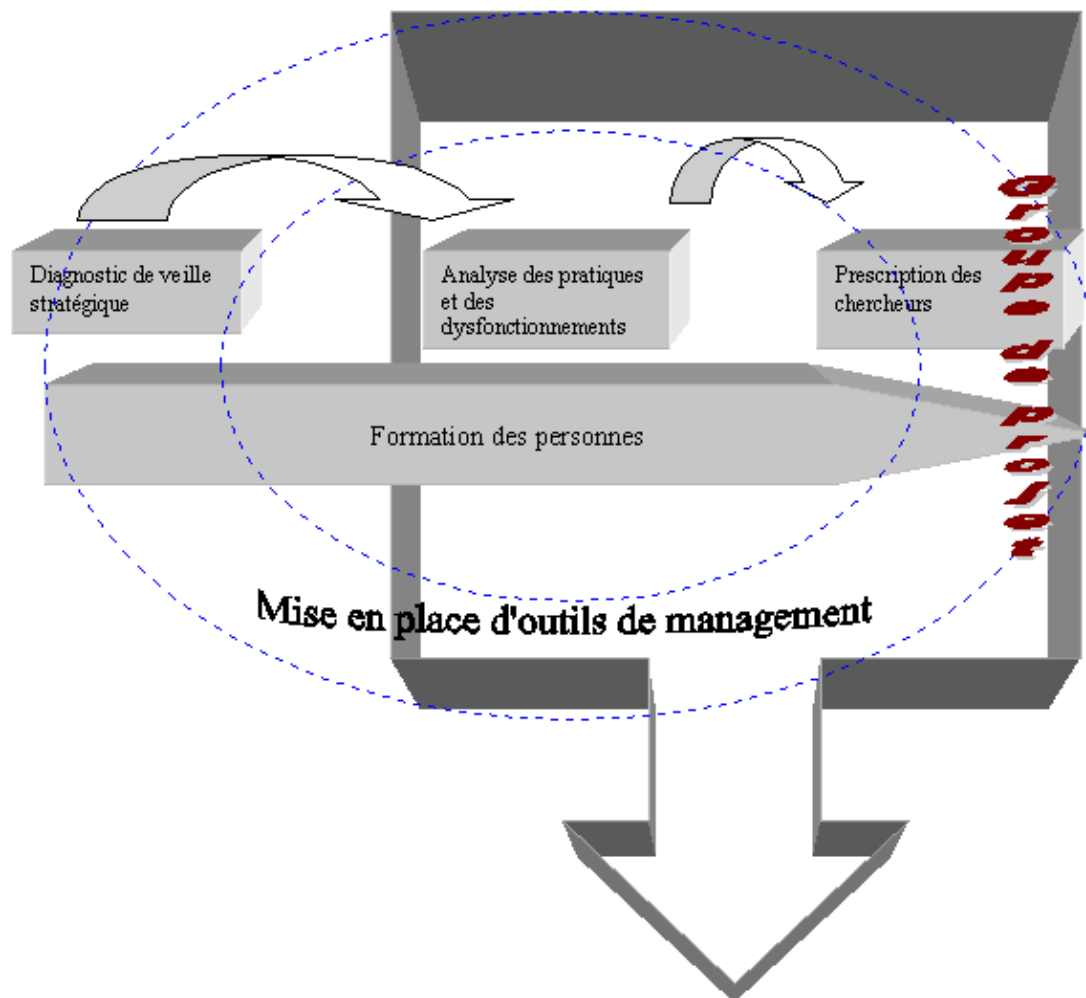 Diagnostic de veille
stratégique
Analyse des pratiques
et des
dysfonctionnements
Prescription des
chercheurs
Groupe de projet
Formation des personnes
Mise en place d'outils de management